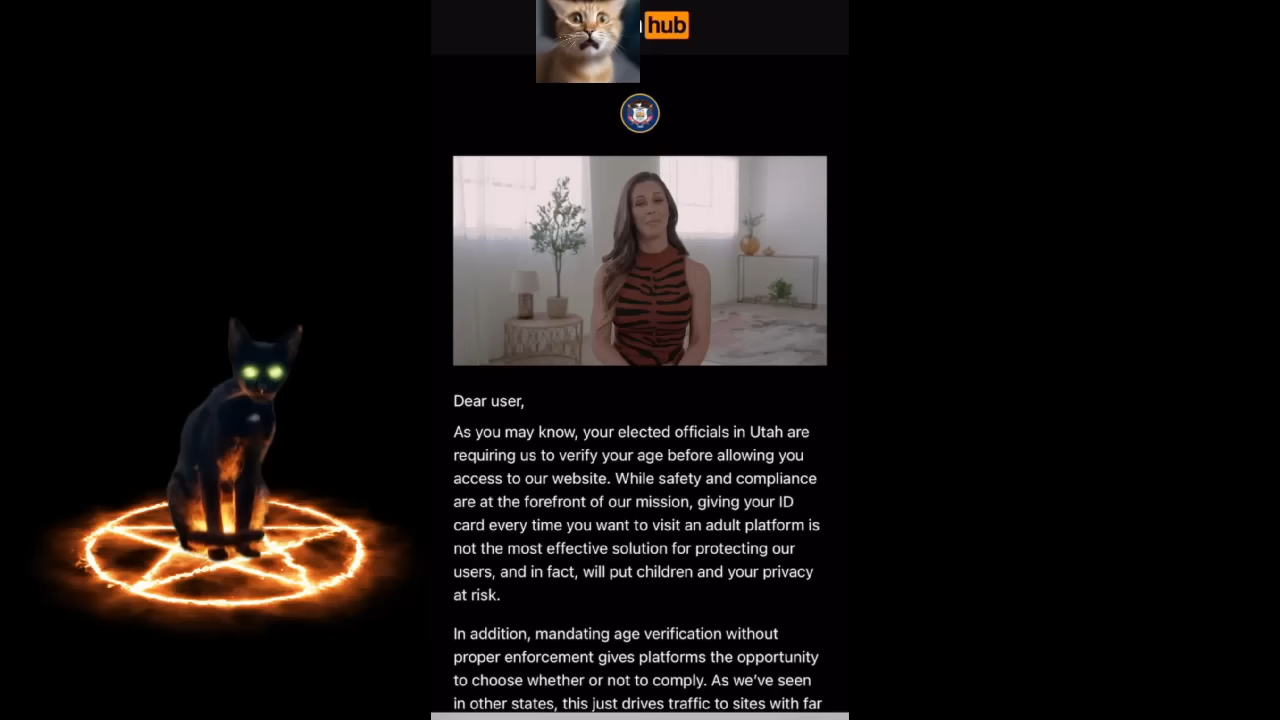 hub
Dear user,
As you may know, your elected officials in Utah are
requiring us to verify your age before allowing you
access to our website. While safety and compliance
are at the forefront of our mission, giving your ID
card every time you want to visit an adult platform is
not the most effective solution for protecting our
users, and in fact, will put children and your privacy
at risk.
In addition, mandating age verification without
proper enforcement gives platforms the opportunity
to choose whether or not to comply. As we've seen
in other states, this just drives traffic to sites with far